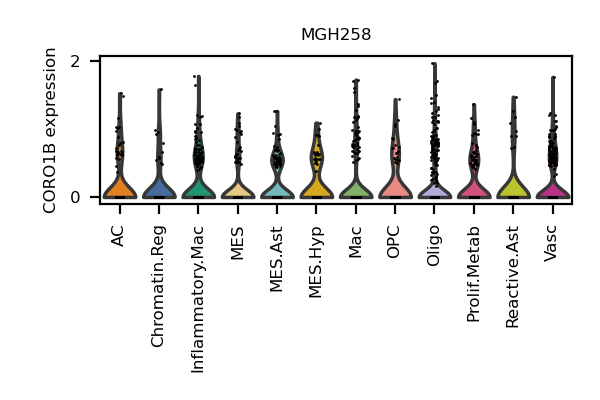 MGH258
CORO1B expression
2
0
AC
Chromatin.Reg
Inflammatory.Mac
MES
MES.Ast
MES.Hyp
Mac
OPC
Oligo
Prolif.Metab
Reactive.Ast
Vasc